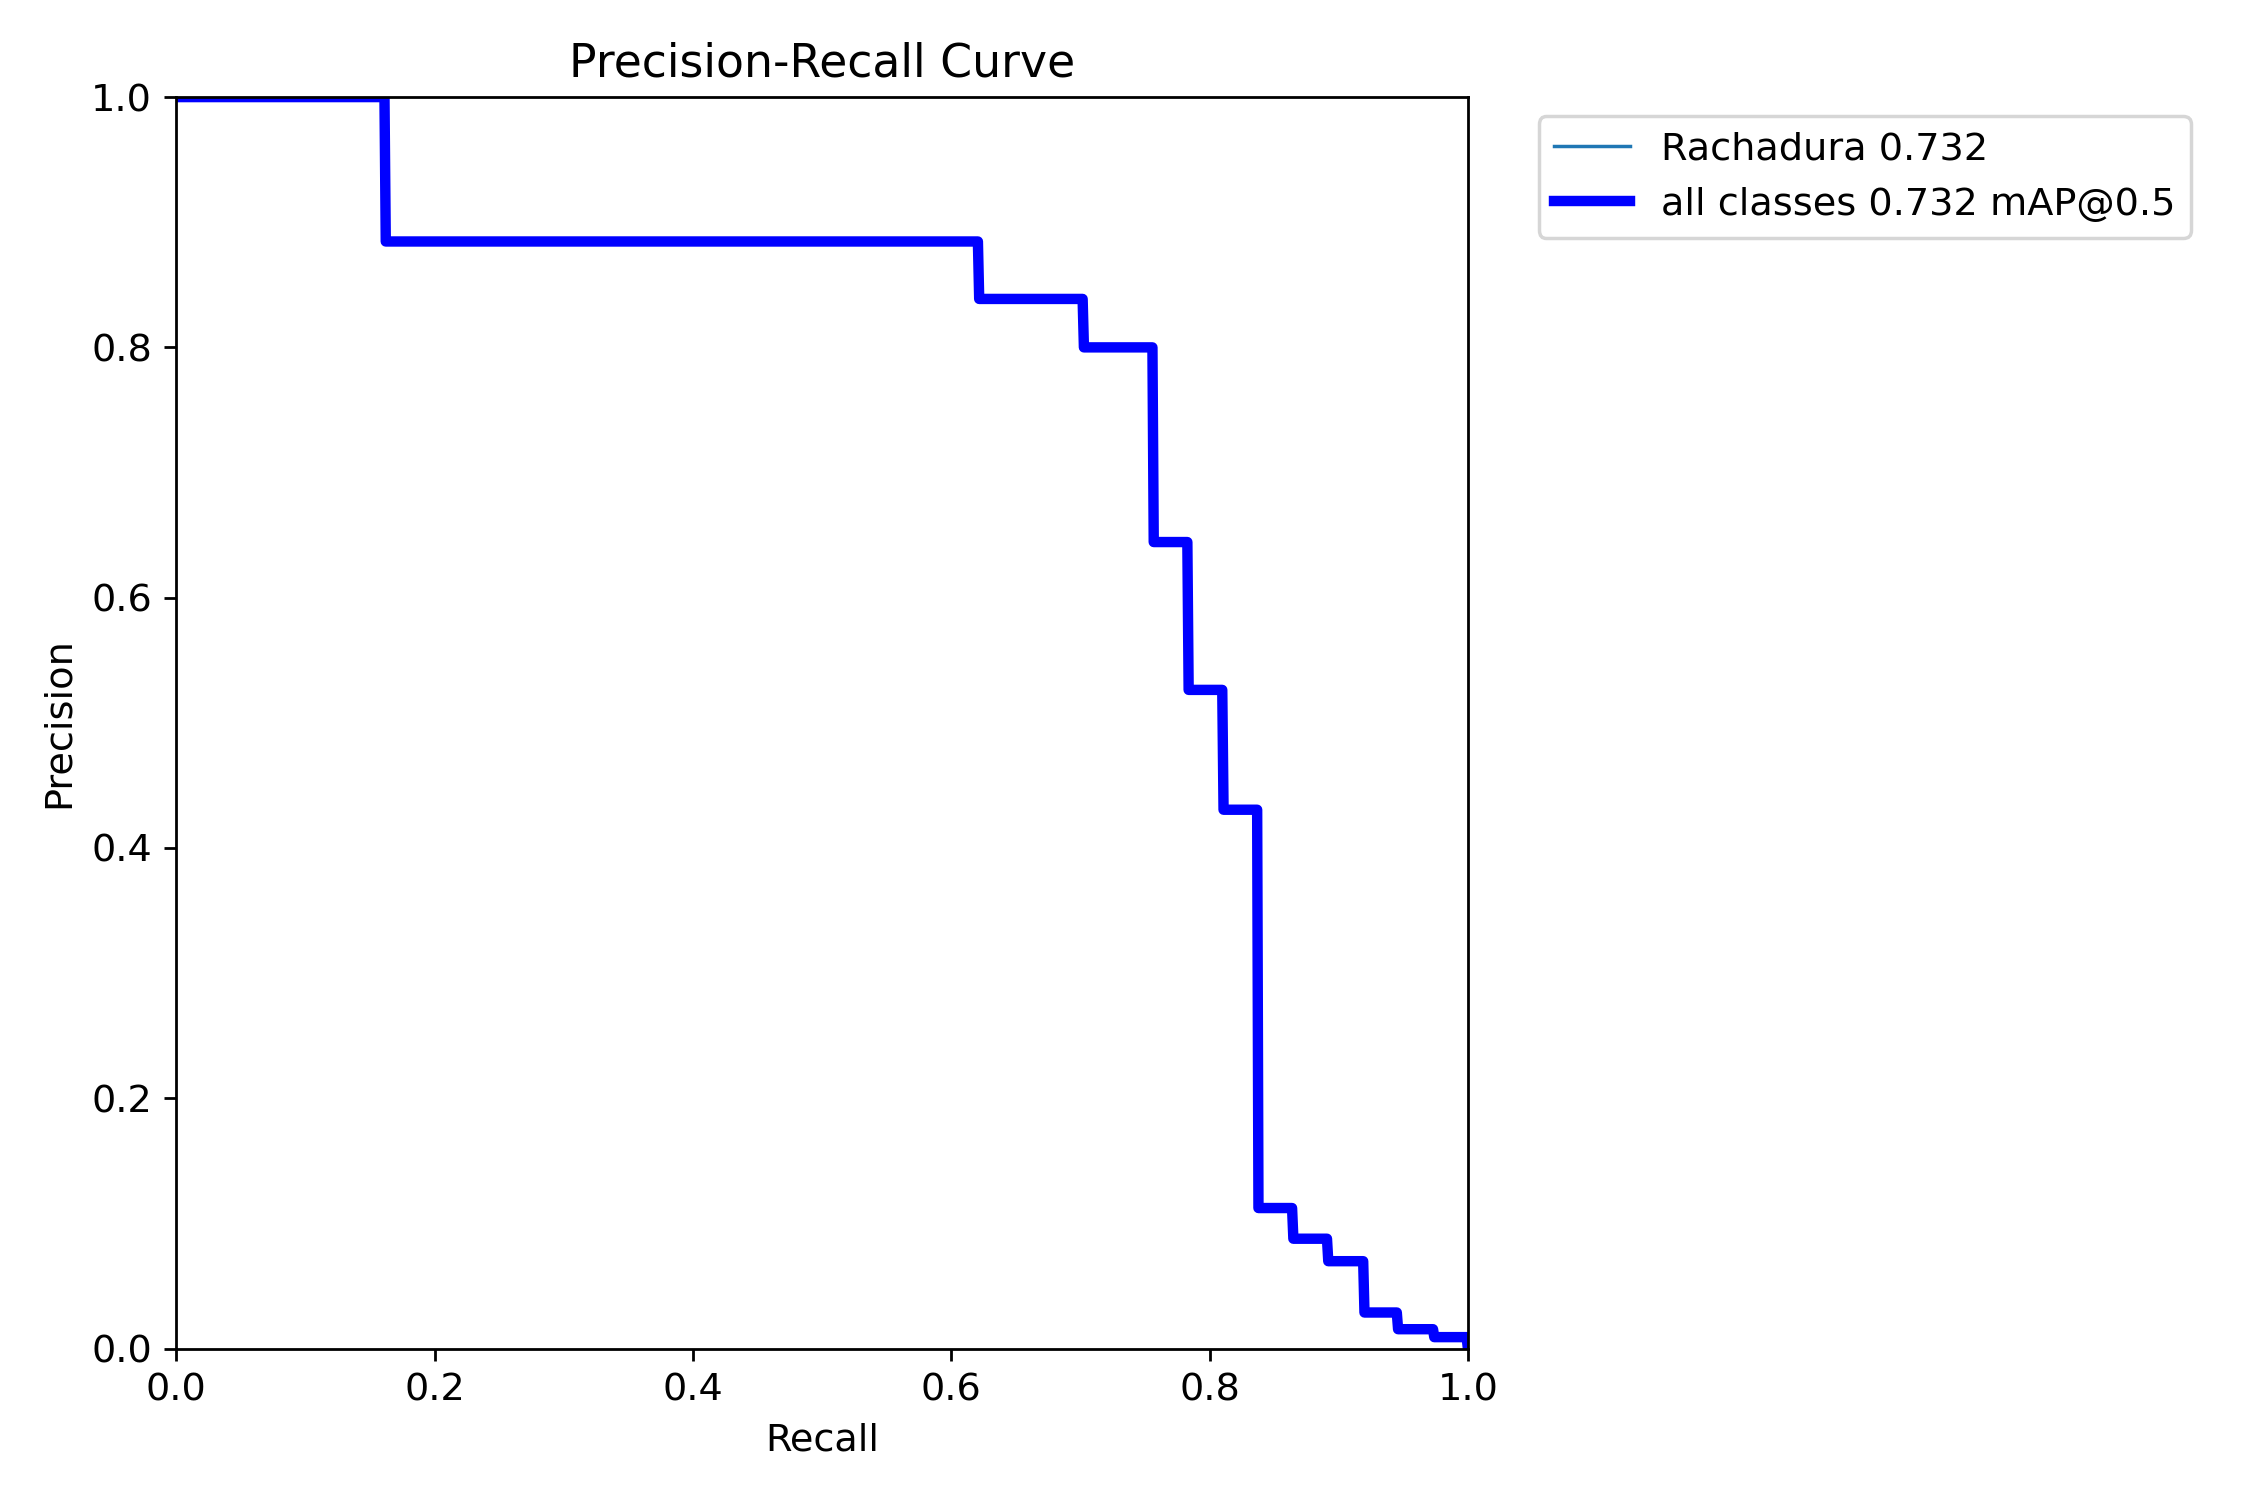 Precision-Recall Curve
1.0
0.8
0.6
0.4
0.2
0.0
Precision
0.0 0.2 0.4 0.6 0.8 1.0
Recall
Rachadura 0.732
all classes 0.732 mAP@0.5